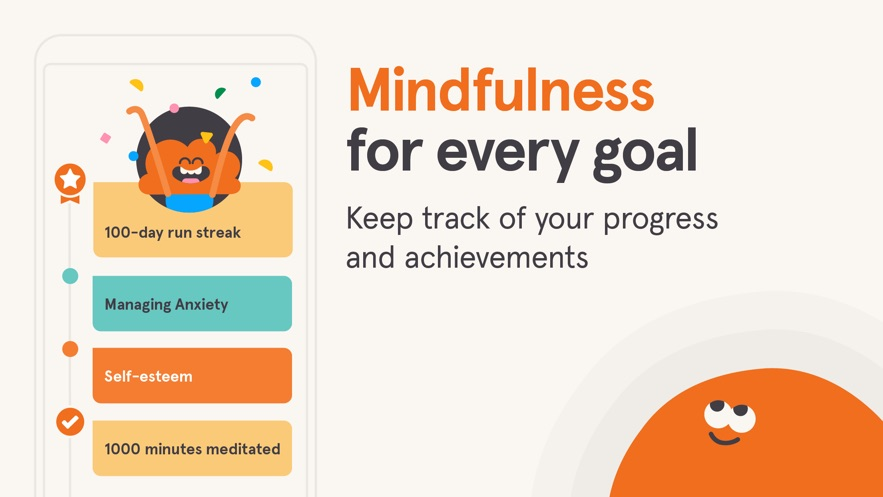 Mindfulness
for every goal
Keep track of your progress
and achievements
100-day run streak
Managing Anxiety
Self-esteem
1000 minutes meditated